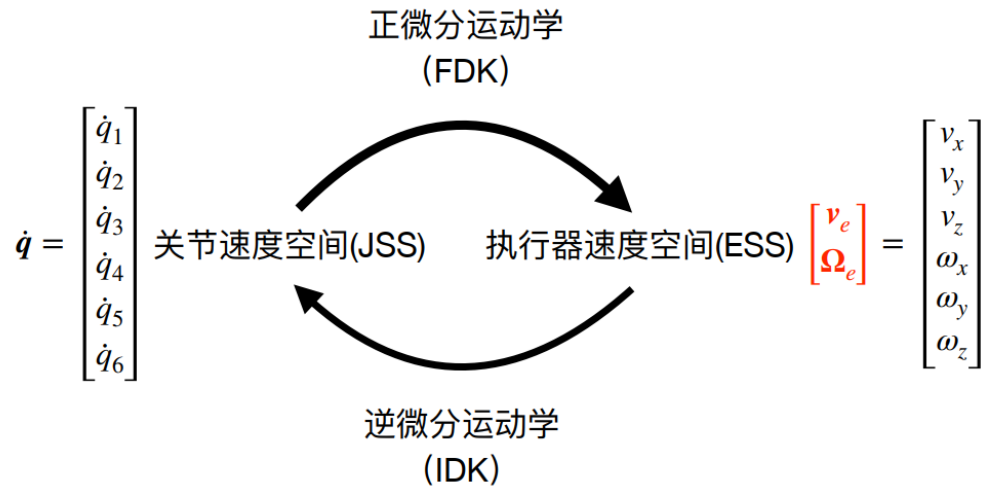 正微分运动学
(FDK)
q̇ = [q̇₁ q̇₂ q̇₃ q̇₄ q̇₅ q̇₆]
关节速度空间(JSS)
执行器速度空间(ESS)
[vₑ Ωₑ] = [vₓ v_y v_z ωₓ ω_y ω_z]
逆微分运动学
(IDK)